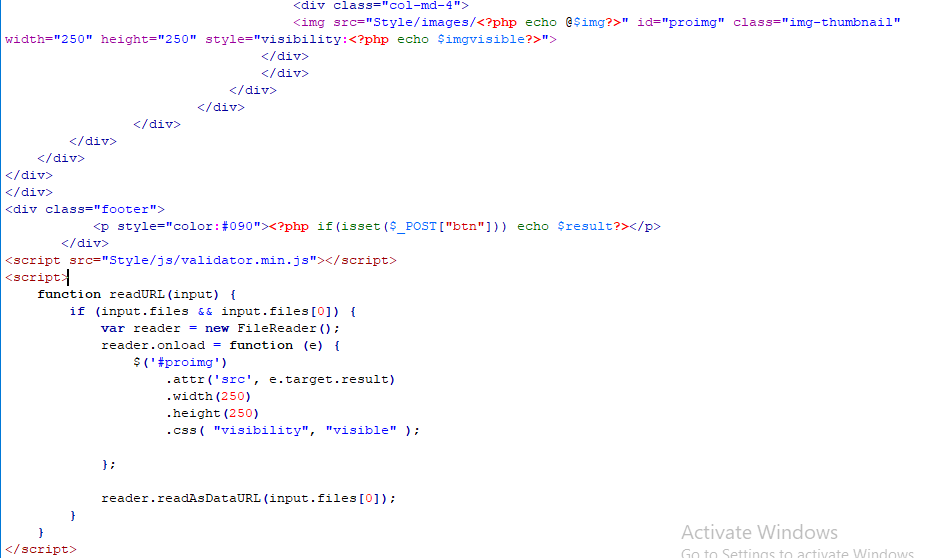 <div class="col-md-4">
<img src="Style/images/<?php echo @$img?>" id="proimg" class="img-thumbnail"
width="250" height="250" style="visibility:<?php echo $imgvisible?>">
</div>
</div>
</div>
</div>
</div>
</div>
</div>
</div>
</div>
<div class="footer">
<p style="color:#090"><?php if(isset($_POST["btn"])) echo $result?></p>
</div>
<script src="Style/js/validator.min.js"></script>
<script>
function readURL(input) {
if (input.files && input.files[0]) {
var reader = new FileReader();
reader.onload = function (e) {
$('#proimg')
.attr('src', e.target.result)
.width(250)
.height(250)
.css( "visibility", "visible" );
};
reader.readAsDataURL(input.files[0]);
}
}
</script>
Activate Windows
Go to Settings to activate Windows